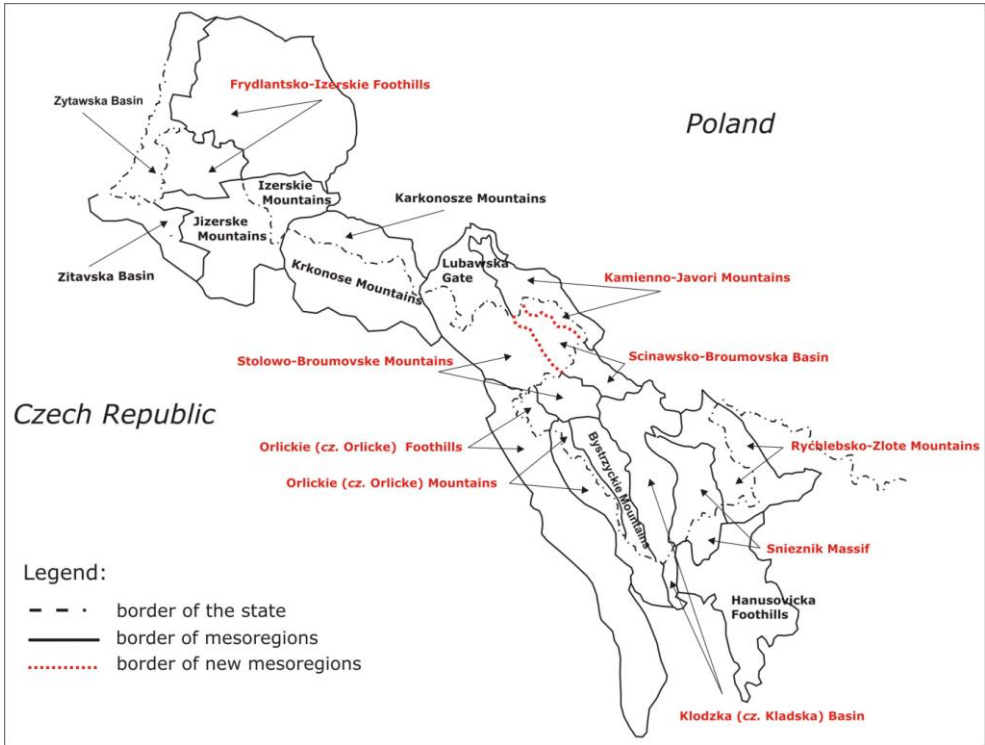 Frydlantsko-Izerskie Foothills
Zytawska Basin
Poland
Izerskie
Mountains
Karkonosze Mountains
Jizerske
Mountains
Zitavska Basin
Krkonose Mountains
Lubawska
Gate
Kamienno-Javori Mountains
Stolowo-Broumovske Mountains
Scinawsko-Broumovska Basin
Czech Republic
Orlickie (cz. Orlicke) Foothills
Bystrzyckie Mountains
Ryčblebsko-Zlote Mountains
Orlickie (cz. Orlicke) Mountains
Snieznik Massif
Hanusovicka
Foothills
Legend:
border of the state
border of mesoregions
border of new mesoregions
Klodzka (cz. Kladska) Basin